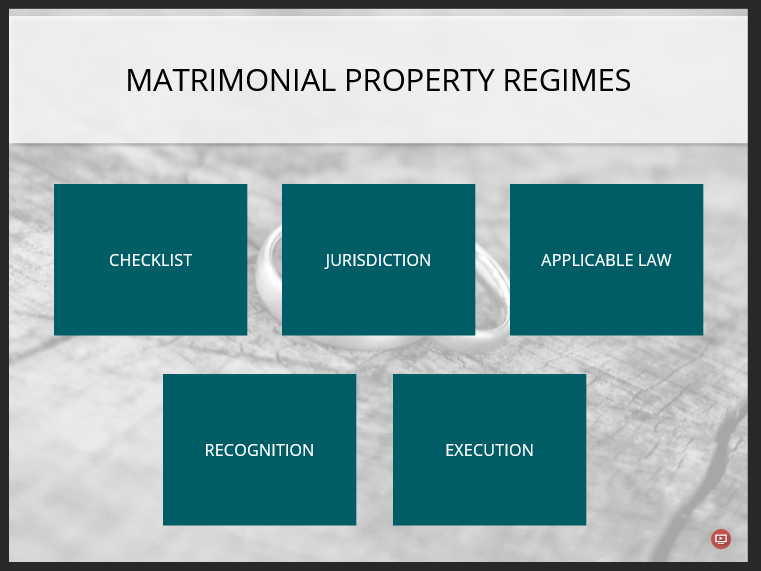 MATRIMONIAL PROPERTY REGIMES
CHECKLIST
JURISDICTION
APPLICABLE LAW
RECOGNITION
EXECUTION